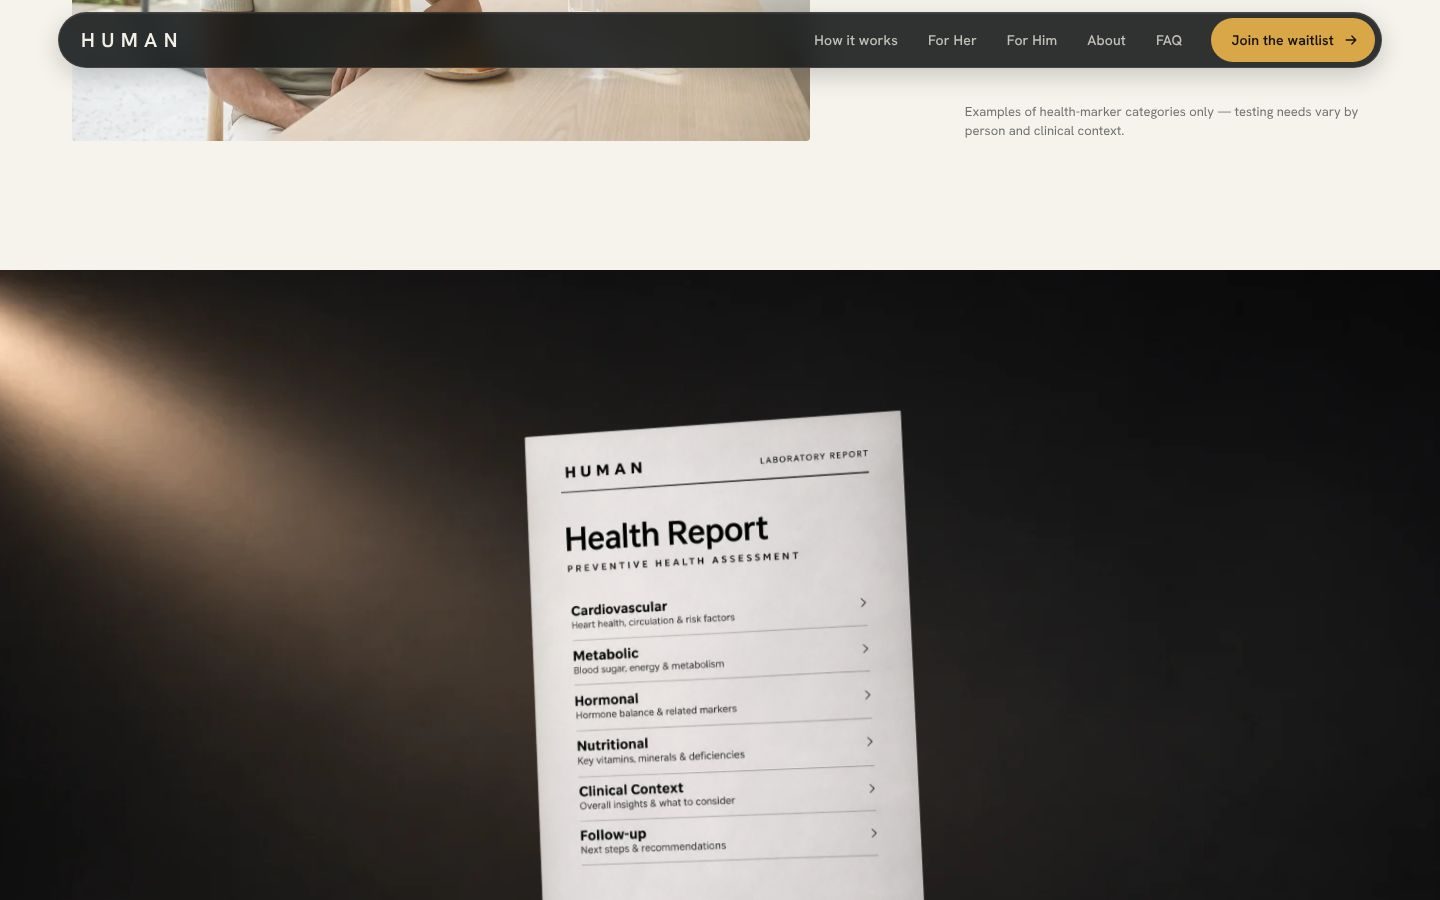 HUMAN
How it works
For Her
For Him
About
FAQ
Join the waitlist
Examples of health-marker categories only — testing needs vary by
person and clinical context.
HUMAN
LABORATORY REPORT
Health Report
PREVENTIVE HEALTH ASSESSMENT
Cardiovascular
Heart health, circulation & risk factors
Metabolic
Blood sugar, energy & metabolism
Hormonal
Hormone balance & related markers
Nutritional
Key vitamins, minerals & deficiencies
Clinical Context
Overall insights & what to consider
Follow-up
Next steps & recommendations